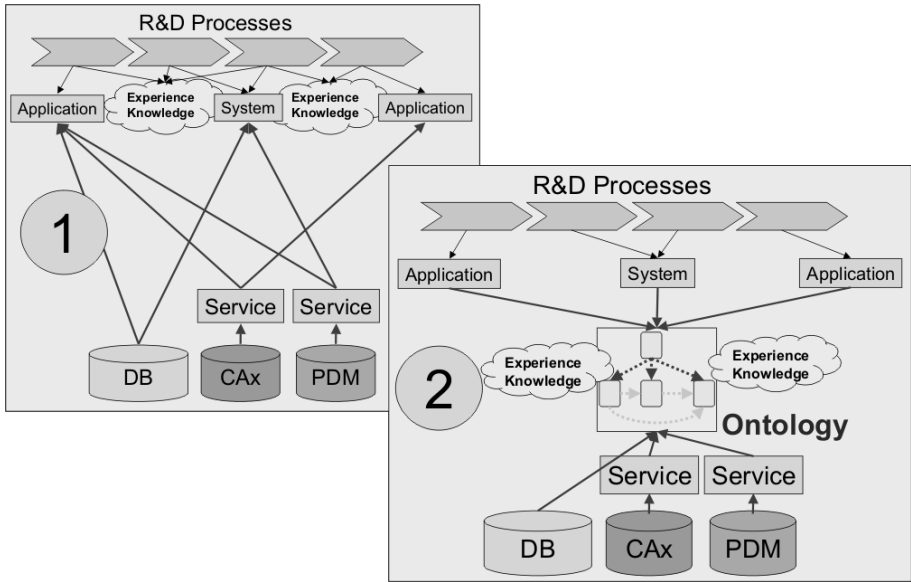 R&D Processes
Application
Experience
Knowledge
System
Experience
Knowledge
Application
1
Service
Service
DB
CAx
PDM
R&D Processes
Application
System
Application
Experience
Knowledge
Experience
Knowledge
2
Ontology
Service
Service
DB
CAx
PDM